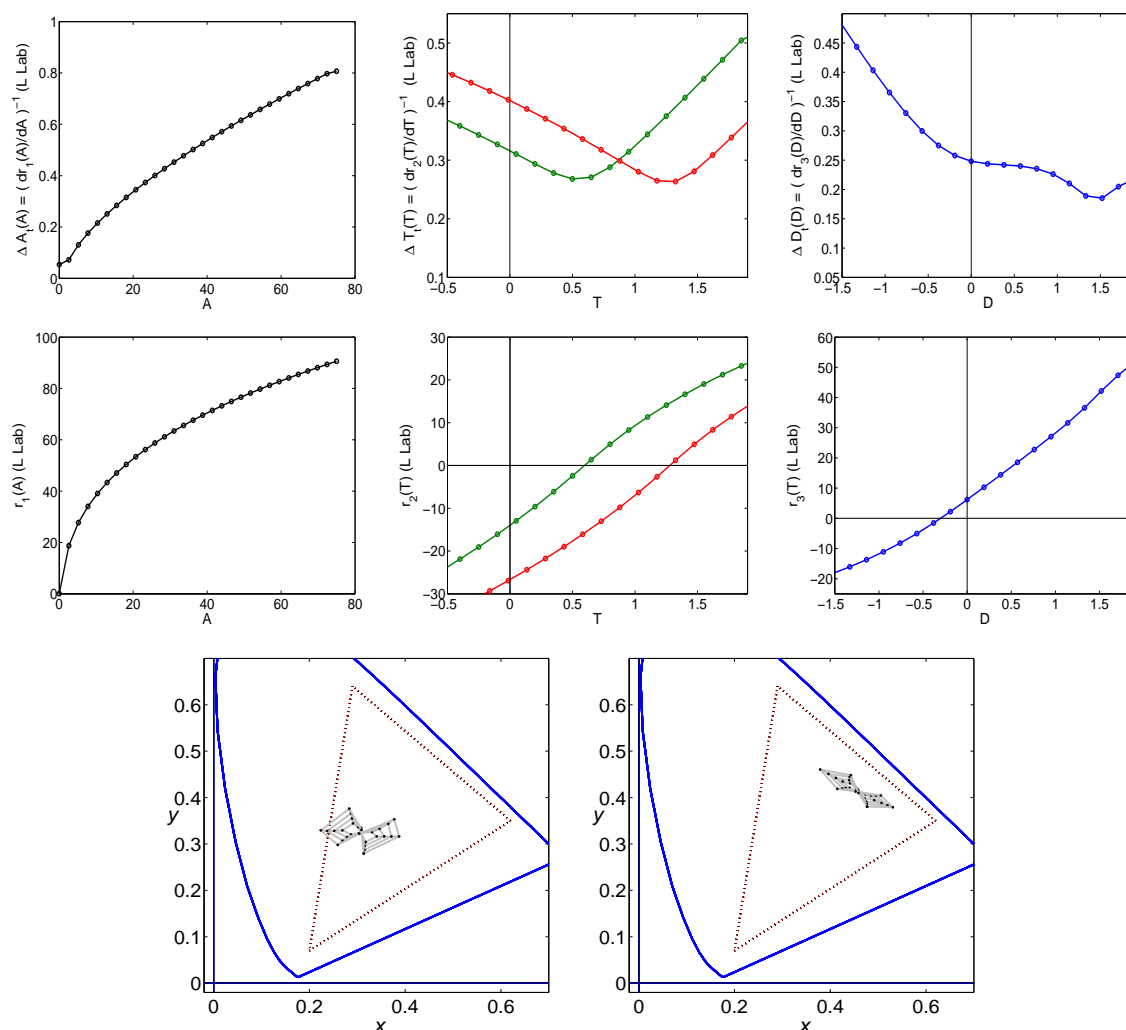 Δ A_t(A) = ( dr_1(A)/dA )^−1 (L Lab)
1
0.8
0.6
0.4
0.2
0
0 20 40 60 80
A
Δ T_t(T) = ( dr_2(T)/dT )^−1 (L Lab)
0.5
0.4
0.3
0.2
0.1
−0.5 0 0.5 1 1.5
T
Δ D_t(D) = ( dr_3(D)/dD )^−1 (L Lab)
0.45
0.4
0.35
0.3
0.25
0.2
0.15
0.1
0.05
−1.5 −1 −0.5 0 0.5 1 1.5
D
r_1(A) (L Lab)
100
80
60
40
20
0
0 20 40 60 80
A
r_2(T) (L Lab)
30
20
10
0
−10
−20
−30
−0.5 0 0.5 1 1.5
T
r_3(T) (L Lab)
60
50
40
30
20
10
0
−10
−20
−1.5 −1 −0.5 0 0.5 1 1.5
D
y
0.6
0.5
0.4
0.3
0.2
0.1
0
0 0.2 0.4 0.6
x
y
0.6
0.5
0.4
0.3
0.2
0.1
0
0 0.2 0.4 0.6
x